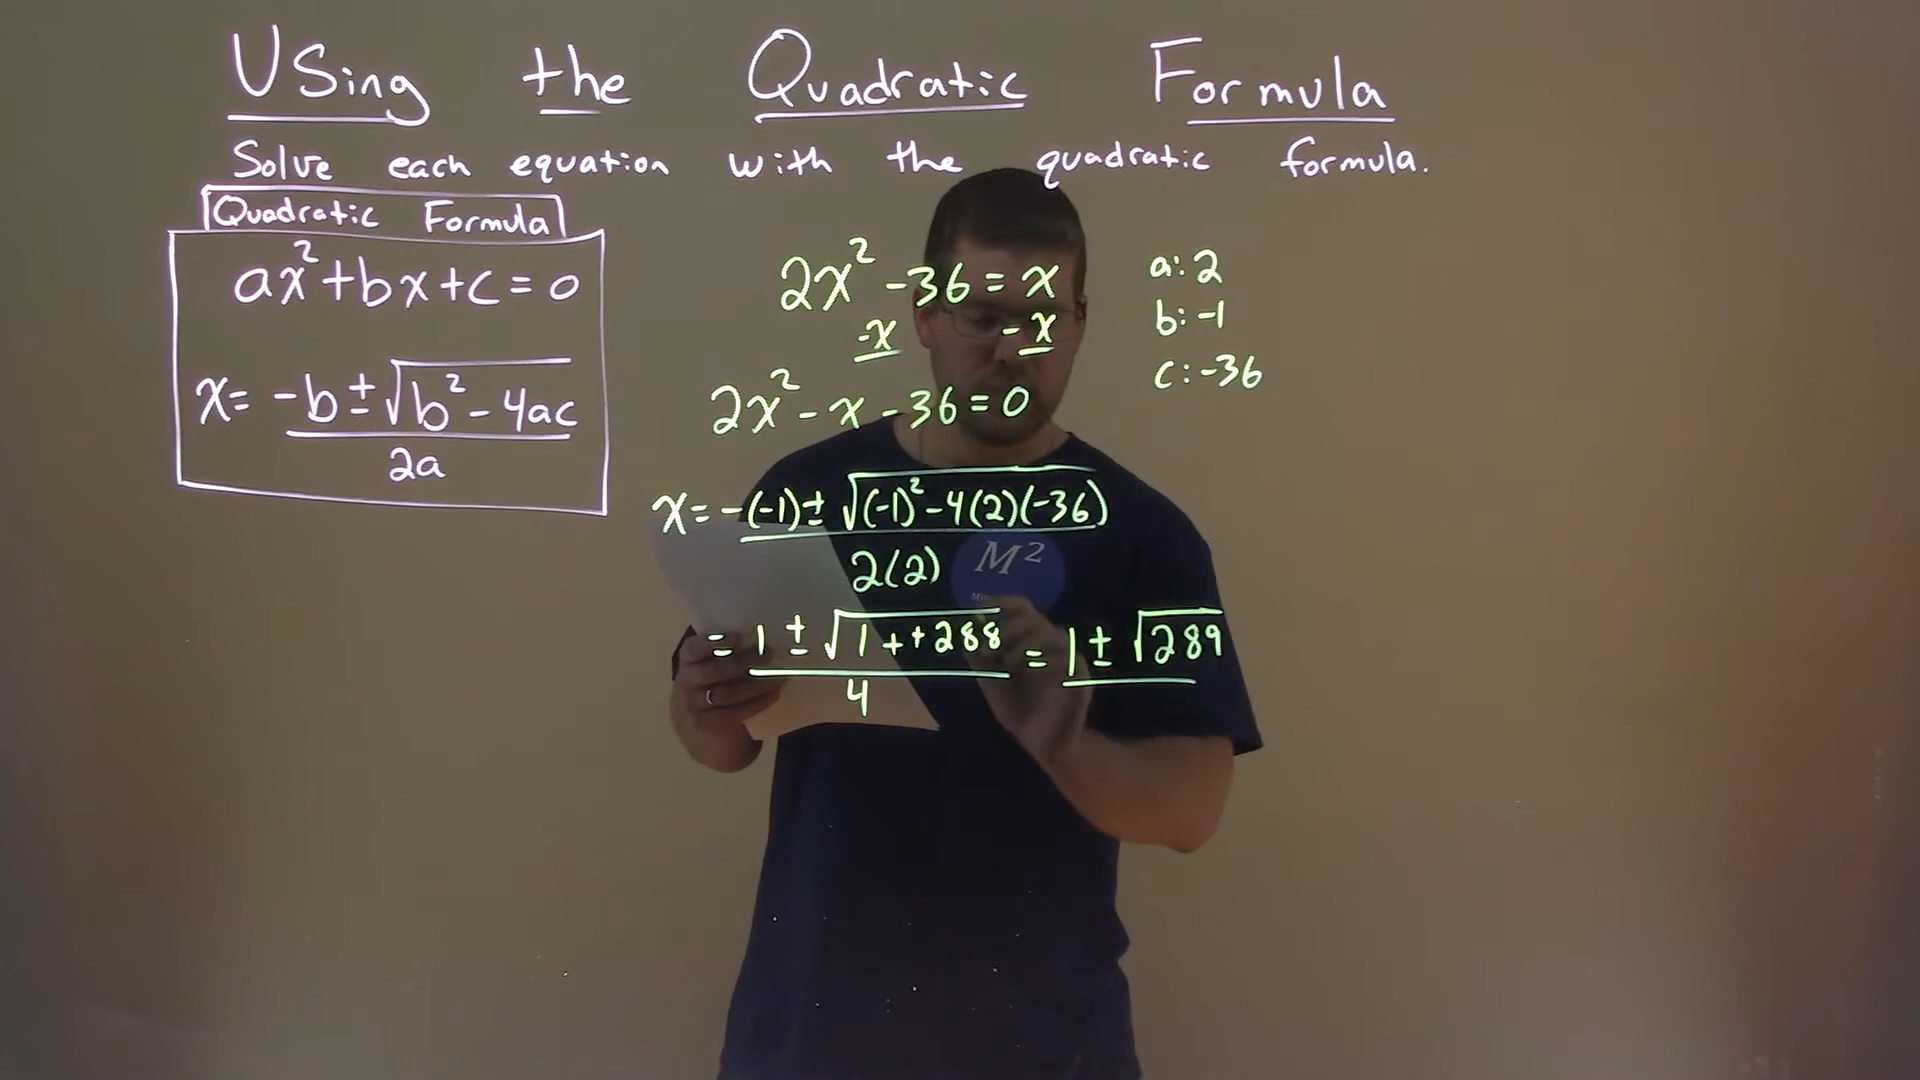 Using the Quadratic Formula
Solve each equation with the quadratic formula.
Quadratic Formula
ax²+bx+c=0
x= -b±√b²-4ac
2a
2x²-36=x
-x -x
2x²-x-36=0
a:2
b:-1
c:-36
x= -(-1)±√(-1)²-4(2)(-36)
2(2)
M²
= 1±√1++288 = 1±√289
4